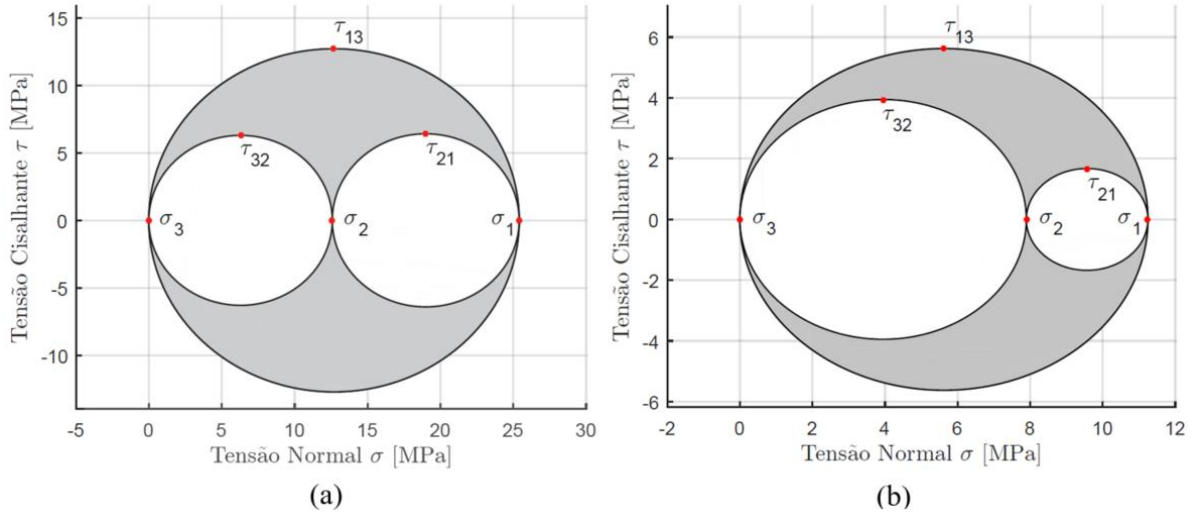 15
10
5
0
-5
-10
Tensão Cisalhante τ [MPa]
τ13
τ32
τ21
σ3
σ2
σ1
-5 0 5 10 15 20 25 30
Tensão Normal σ [MPa]
(a)
6
4
2
0
-2
-4
-6
Tensão Cisalhante τ [MPa]
τ13
τ32
τ21
σ3
σ2
σ1
-2 0 2 4 6 8 10 12
Tensão Normal σ [MPa]
(b)